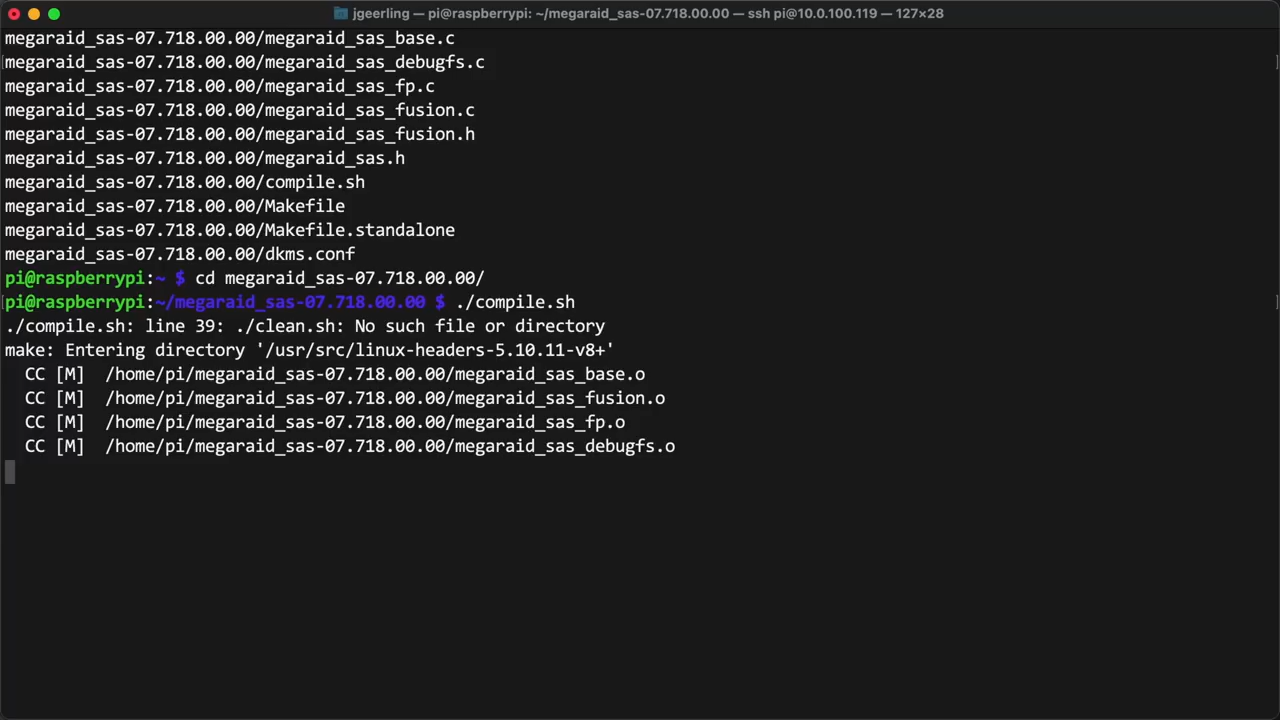 jgeerling — pi@raspberrypi: ~/megaraid_sas-07.718.00.00 — ssh pi@10.0.100.119 — 127×28
megaraid_sas-07.718.00.00/megaraid_sas_base.c
megaraid_sas-07.718.00.00/megaraid_sas_debugfs.c
megaraid_sas-07.718.00.00/megaraid_sas_fp.c
megaraid_sas-07.718.00.00/megaraid_sas_fusion.c
megaraid_sas-07.718.00.00/megaraid_sas_fusion.h
megaraid_sas-07.718.00.00/megaraid_sas.h
megaraid_sas-07.718.00.00/compile.sh
megaraid_sas-07.718.00.00/Makefile
megaraid_sas-07.718.00.00/Makefile.standalone
megaraid_sas-07.718.00.00/dkms.conf
pi@raspberrypi:~ $ cd megaraid_sas-07.718.00.00/
pi@raspberrypi:~/megaraid_sas-07.718.00.00 $ ./compile.sh
./compile.sh: line 39: ./clean.sh: No such file or directory
make: Entering directory '/usr/src/linux-headers-5.10.11-v8+'
  CC [M]  /home/pi/megaraid_sas-07.718.00.00/megaraid_sas_base.o
  CC [M]  /home/pi/megaraid_sas-07.718.00.00/megaraid_sas_fusion.o
  CC [M]  /home/pi/megaraid_sas-07.718.00.00/megaraid_sas_fp.o
  CC [M]  /home/pi/megaraid_sas-07.718.00.00/megaraid_sas_debugfs.o